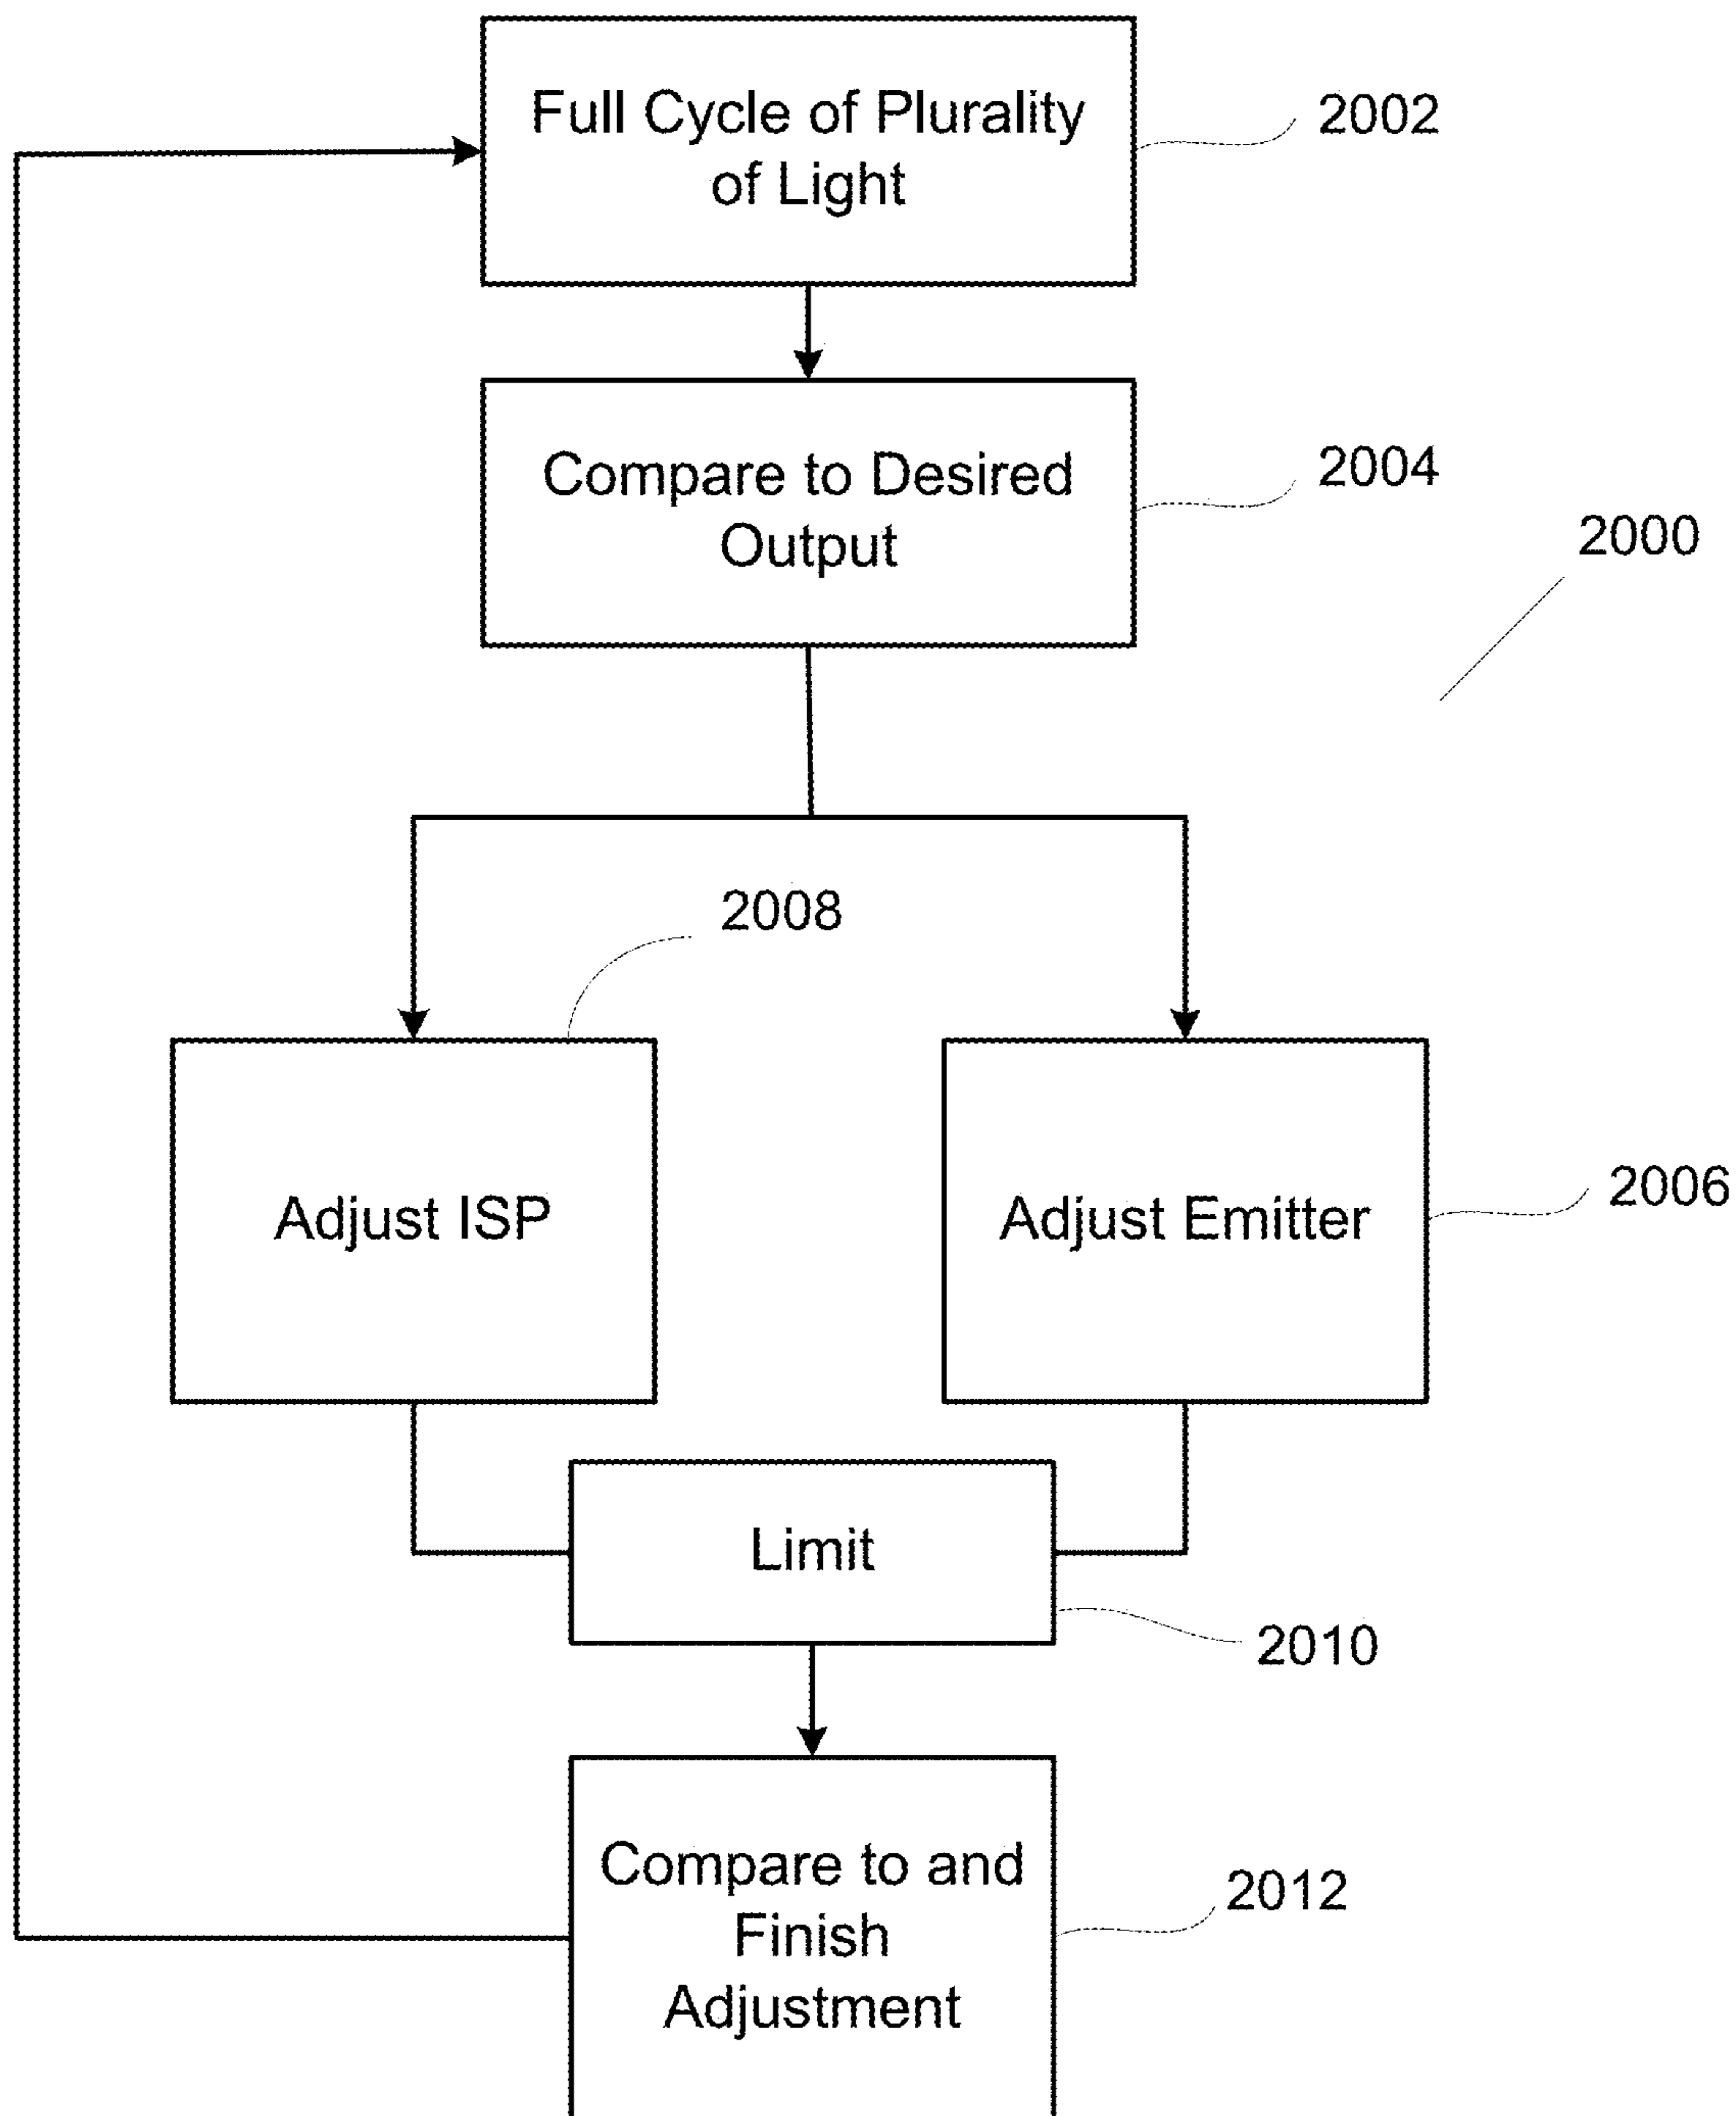 Full Cycle of Plurality
of Light
2002
Compare to Desired
Output
2004
2000
2008
Adjust ISP
Adjust Emitter
2006
Limit
2010
Compare to and
Finish
Adjustment
2012